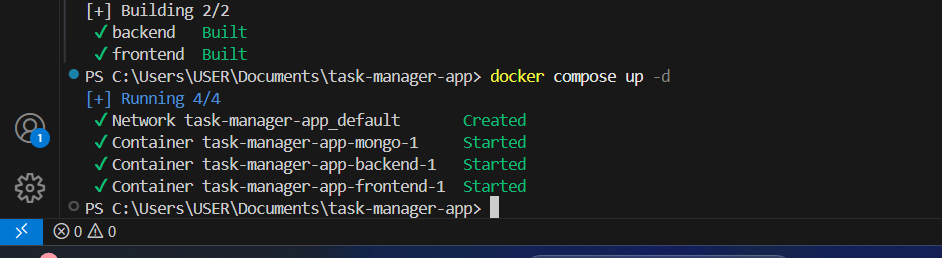 [+] Building 2/2
✓ backend Built
✓ frontend Built
PS C:\Users\USER\Documents\task-manager-app> docker compose up -d
[+] Running 4/4
✓ Network task-manager-app_default Created
✓ Container task-manager-app-mongo-1 Started
✓ Container task-manager-app-backend-1 Started
✓ Container task-manager-app-frontend-1 Started
PS C:\Users\USER\Documents\task-manager-app>
1
0 0